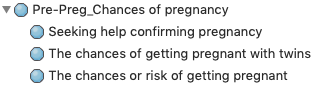 Pre-Preg_Chances of pregnancy
Seeking help confirming pregnancy
The chances of getting pregnant with twins
The chances or risk of getting pregnant